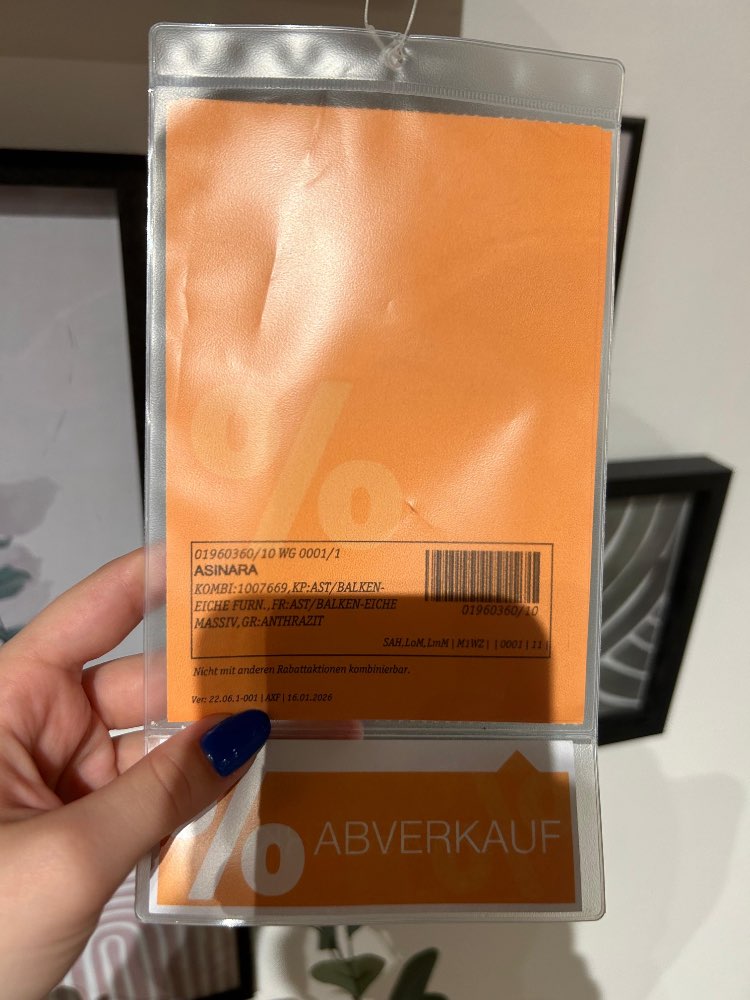 %
01960360/10 WG 0001/1
ASINARA
KOMBI:1007669,KP:AST/BALKEN-
EICHE FURN.,FR:AST/BALKEN-EICHE
MASSIV,GR:ANTHRAZIT
01960360/10
SAH,LoM,LmM | M1WZ | | 0001 | 11 |
Nicht mit anderen Rabattaktionen kombinierbar.
Ver: 22.06.1-001 | AXF | 16.01.2026
% ABVERKAUF